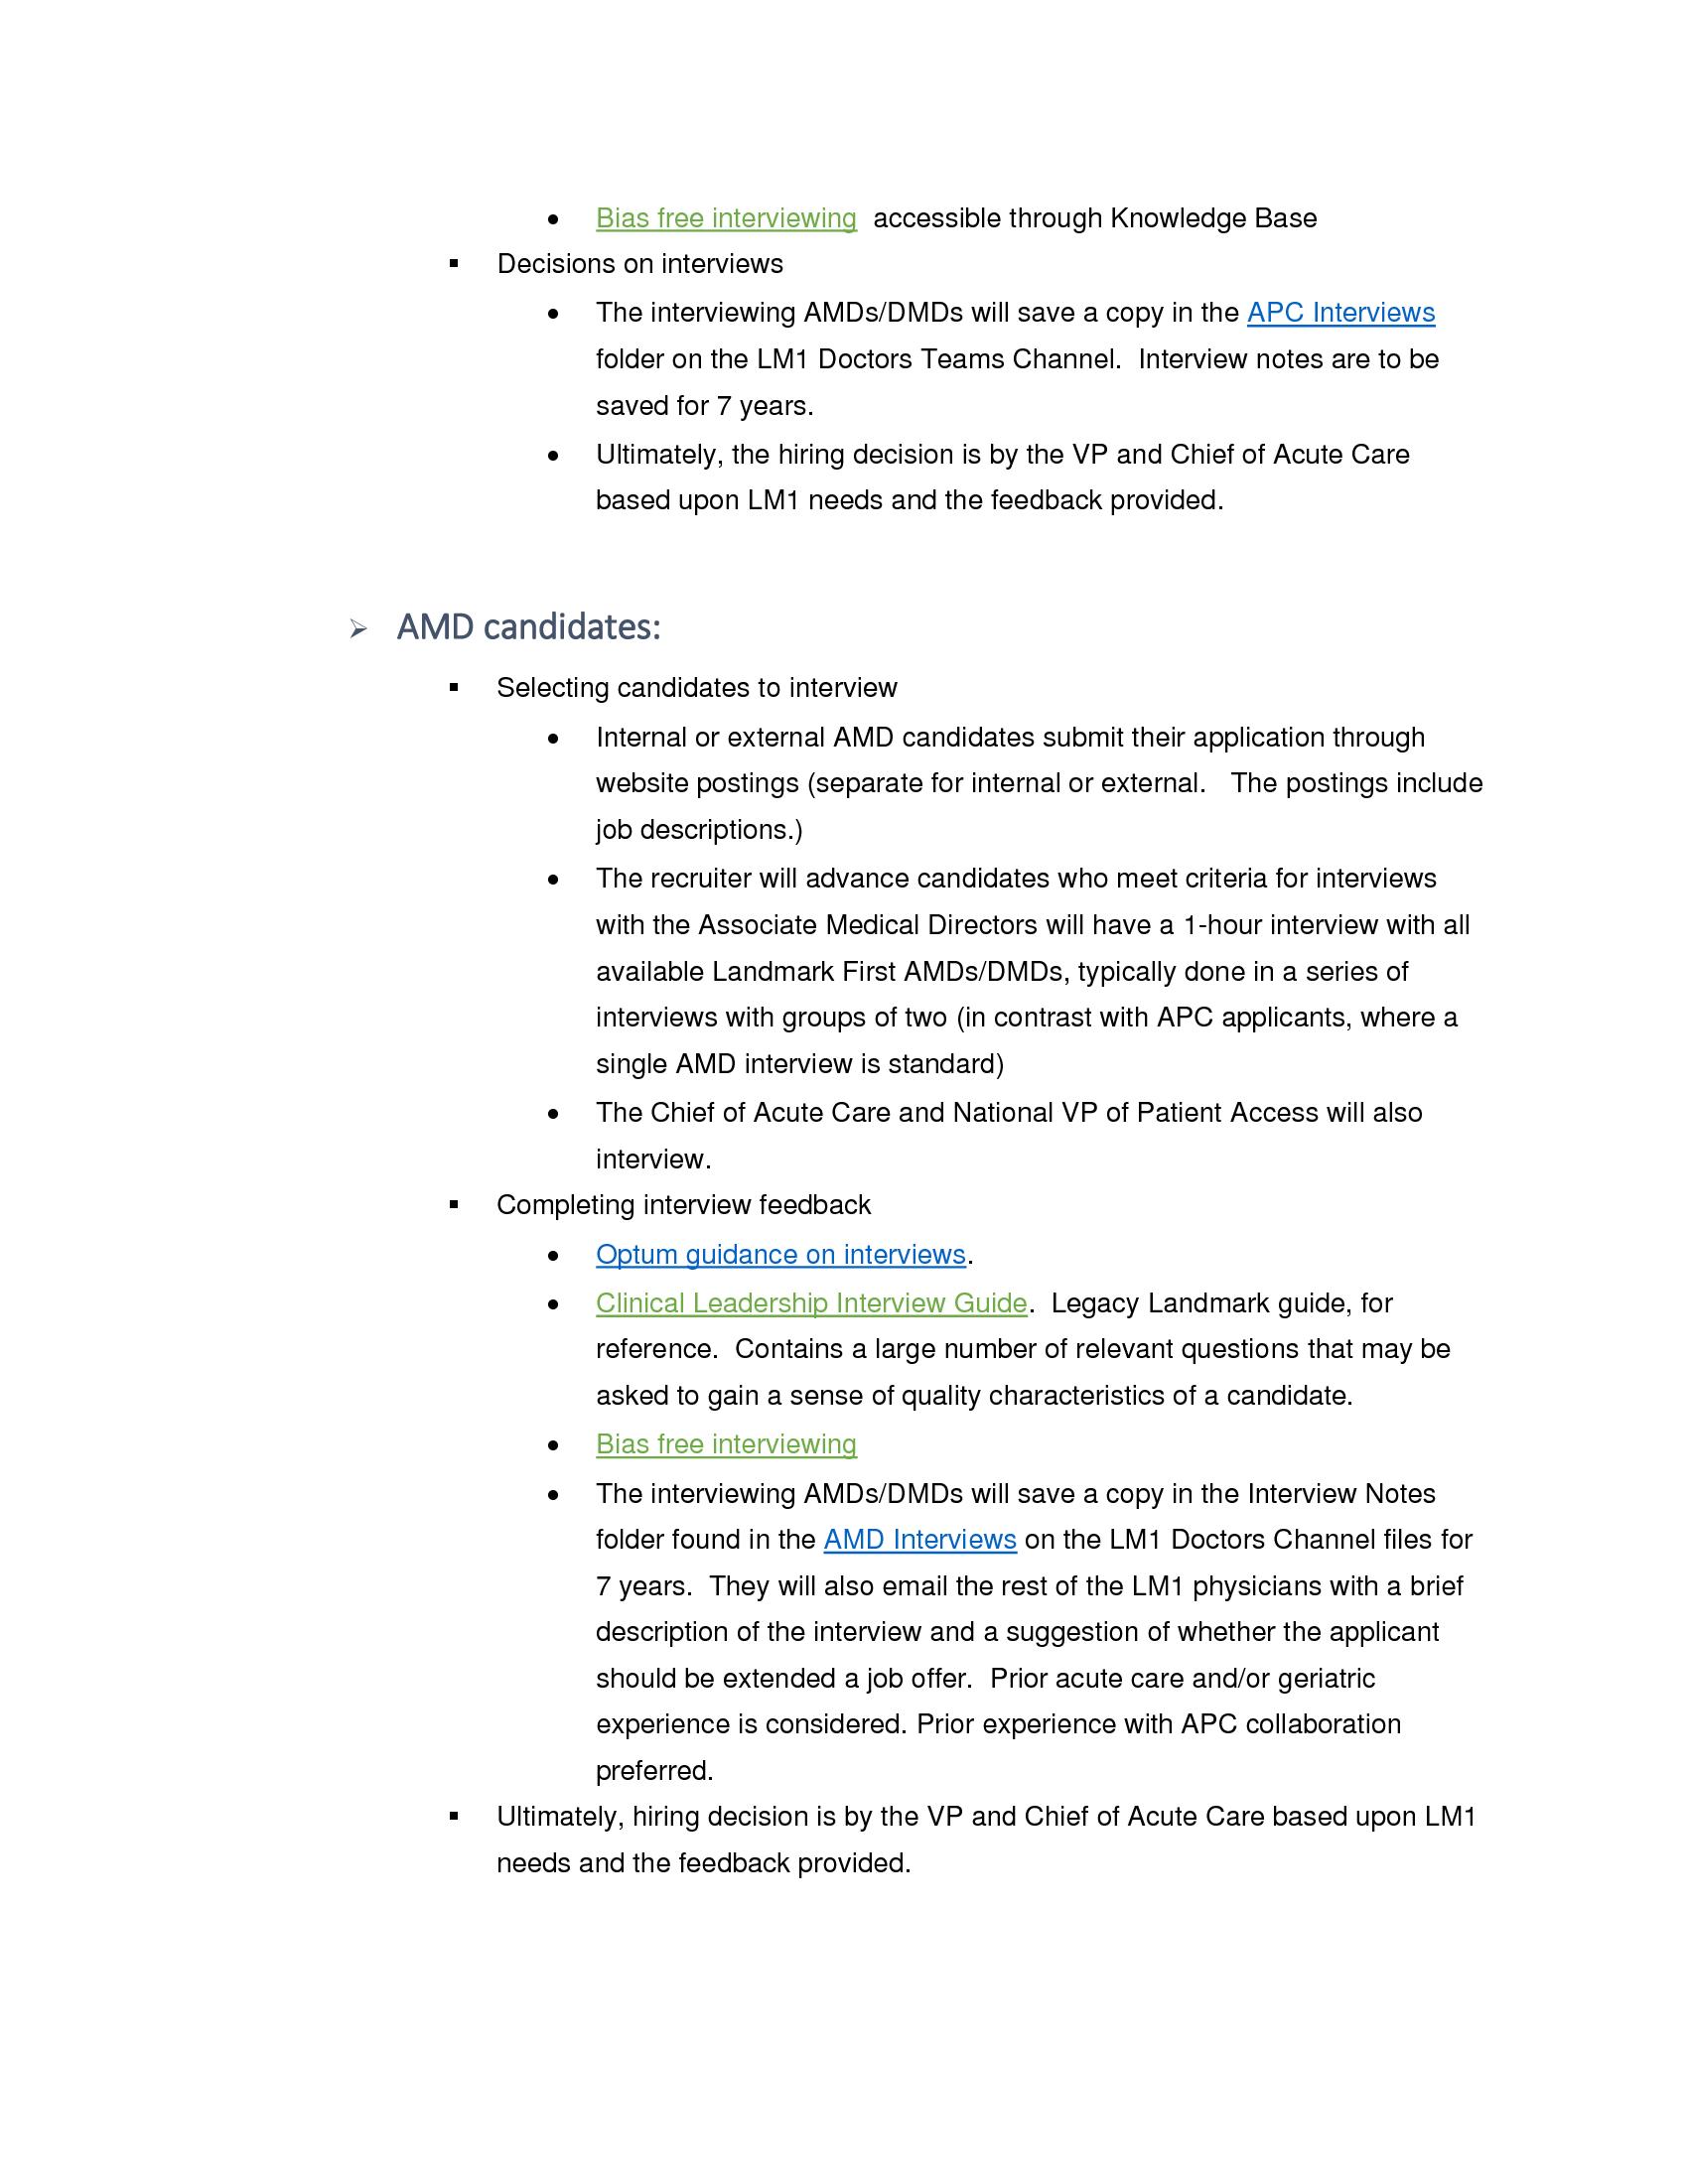 • Bias free interviewing  accessible through Knowledge Base
▪ Decisions on interviews
• The interviewing AMDs/DMDs will save a copy in the APC Interviews
folder on the LM1 Doctors Teams Channel.  Interview notes are to be
saved for 7 years.
• Ultimately, the hiring decision is by the VP and Chief of Acute Care
based upon LM1 needs and the feedback provided.
➢ AMD candidates:
▪ Selecting candidates to interview
• Internal or external AMD candidates submit their application through
website postings (separate for internal or external.   The postings include
job descriptions.)
• The recruiter will advance candidates who meet criteria for interviews
with the Associate Medical Directors will have a 1-hour interview with all
available Landmark First AMDs/DMDs, typically done in a series of
interviews with groups of two (in contrast with APC applicants, where a
single AMD interview is standard)
• The Chief of Acute Care and National VP of Patient Access will also
interview.
▪ Completing interview feedback
• Optum guidance on interviews.
• Clinical Leadership Interview Guide.  Legacy Landmark guide, for
reference.  Contains a large number of relevant questions that may be
asked to gain a sense of quality characteristics of a candidate.
• Bias free interviewing
• The interviewing AMDs/DMDs will save a copy in the Interview Notes
folder found in the AMD Interviews on the LM1 Doctors Channel files for
7 years.  They will also email the rest of the LM1 physicians with a brief
description of the interview and a suggestion of whether the applicant
should be extended a job offer.  Prior acute care and/or geriatric
experience is considered. Prior experience with APC collaboration
preferred.
▪ Ultimately, hiring decision is by the VP and Chief of Acute Care based upon LM1
needs and the feedback provided.